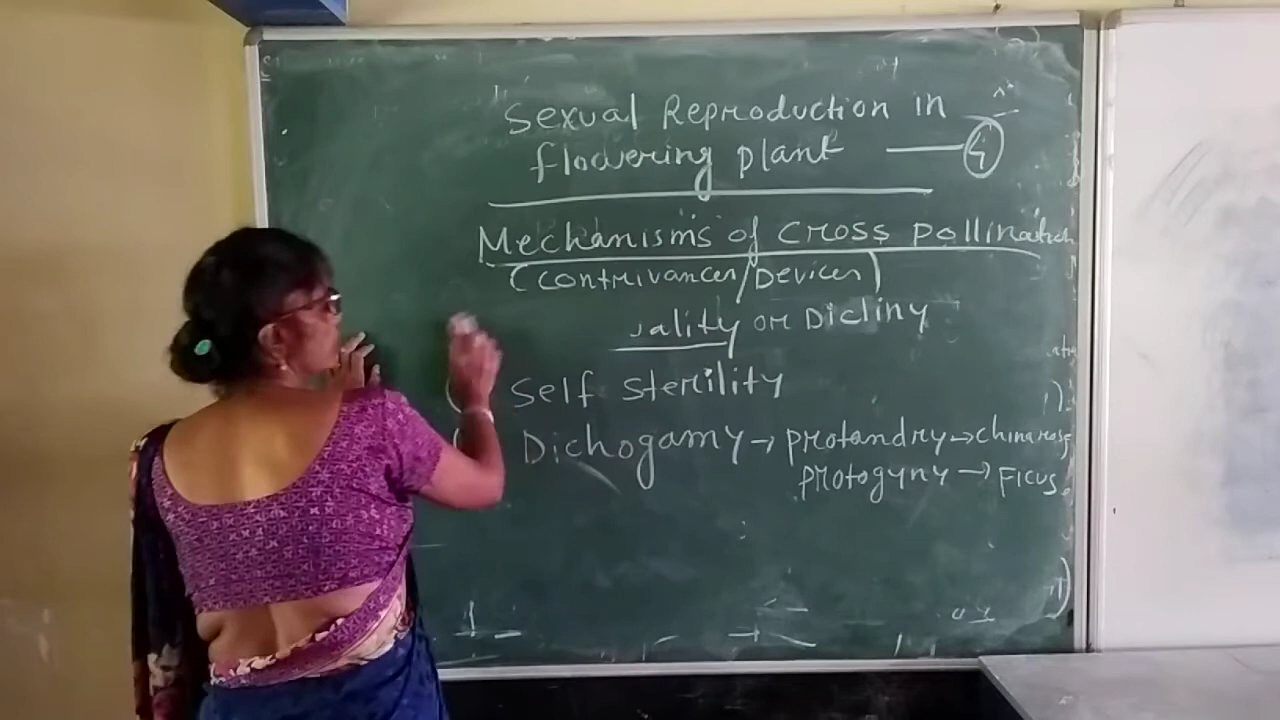 Sexual Reproduction in
flowering plant — 4
Mechanisms of cross pollination
(contrivances/Devices)
or Dicliny
Self sterility
Dichogamy → protandry → chinarose
protogyny → Ficus.